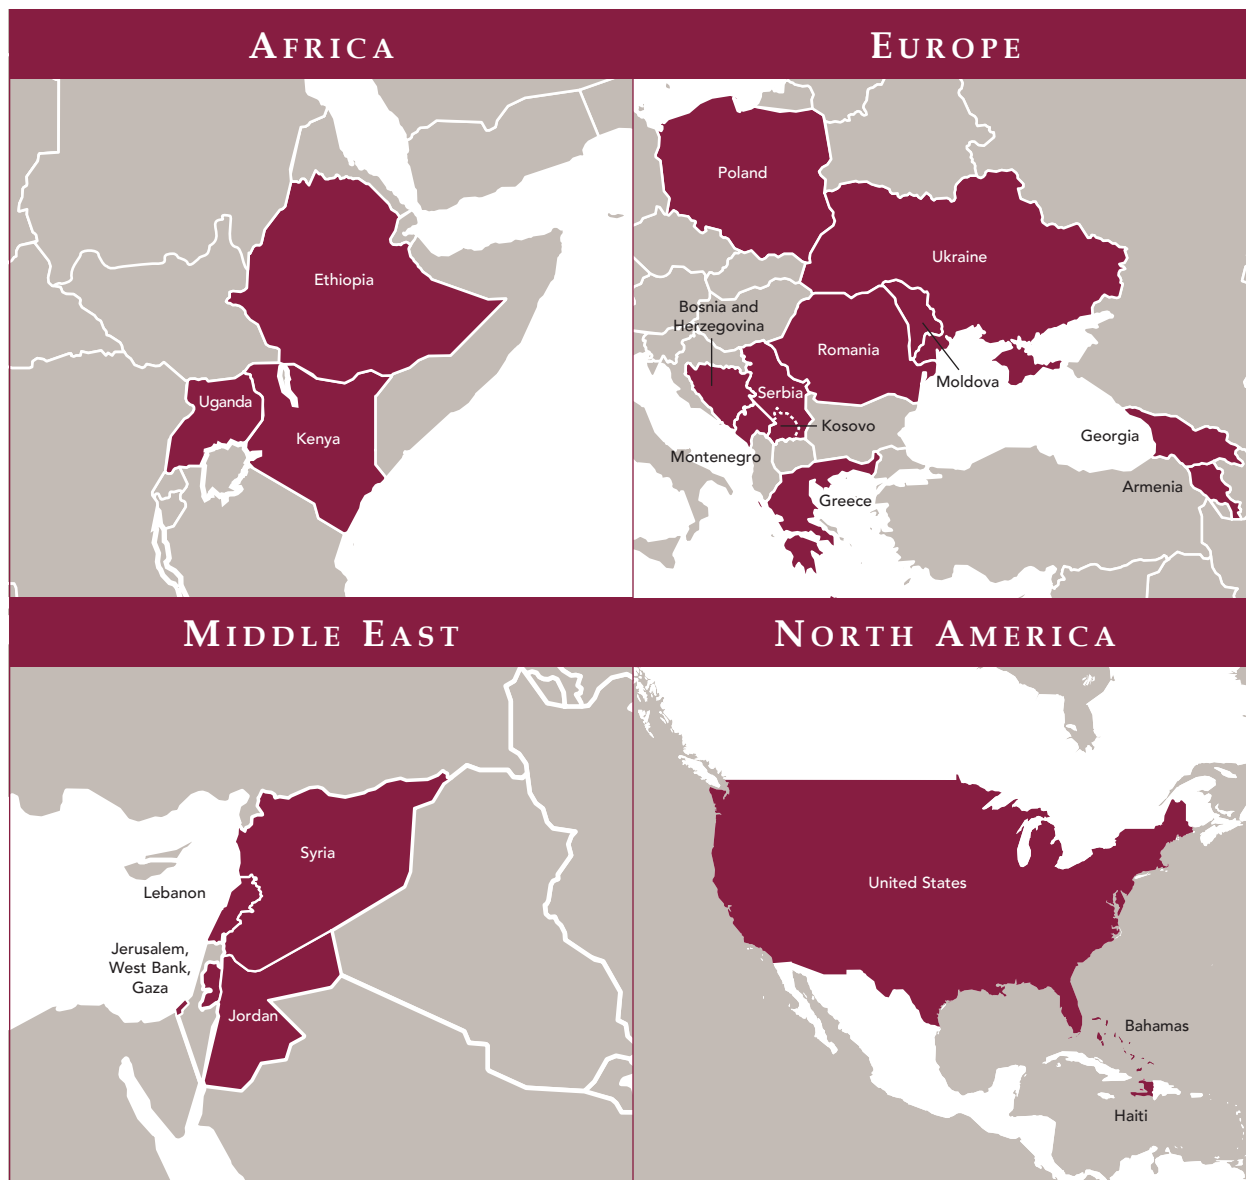 AFRICA
Ethiopia
Uganda
Kenya
EUROPE
Poland
Ukraine
Bosnia and
Herzegovina
Romania
Moldova
Serbia
Kosovo
Montenegro
Georgia
Armenia
Greece
MIDDLE EAST
Syria
Lebanon
Jerusalem,
West Bank,
Gaza
Jordan
NORTH AMERICA
United States
Bahamas
Haiti